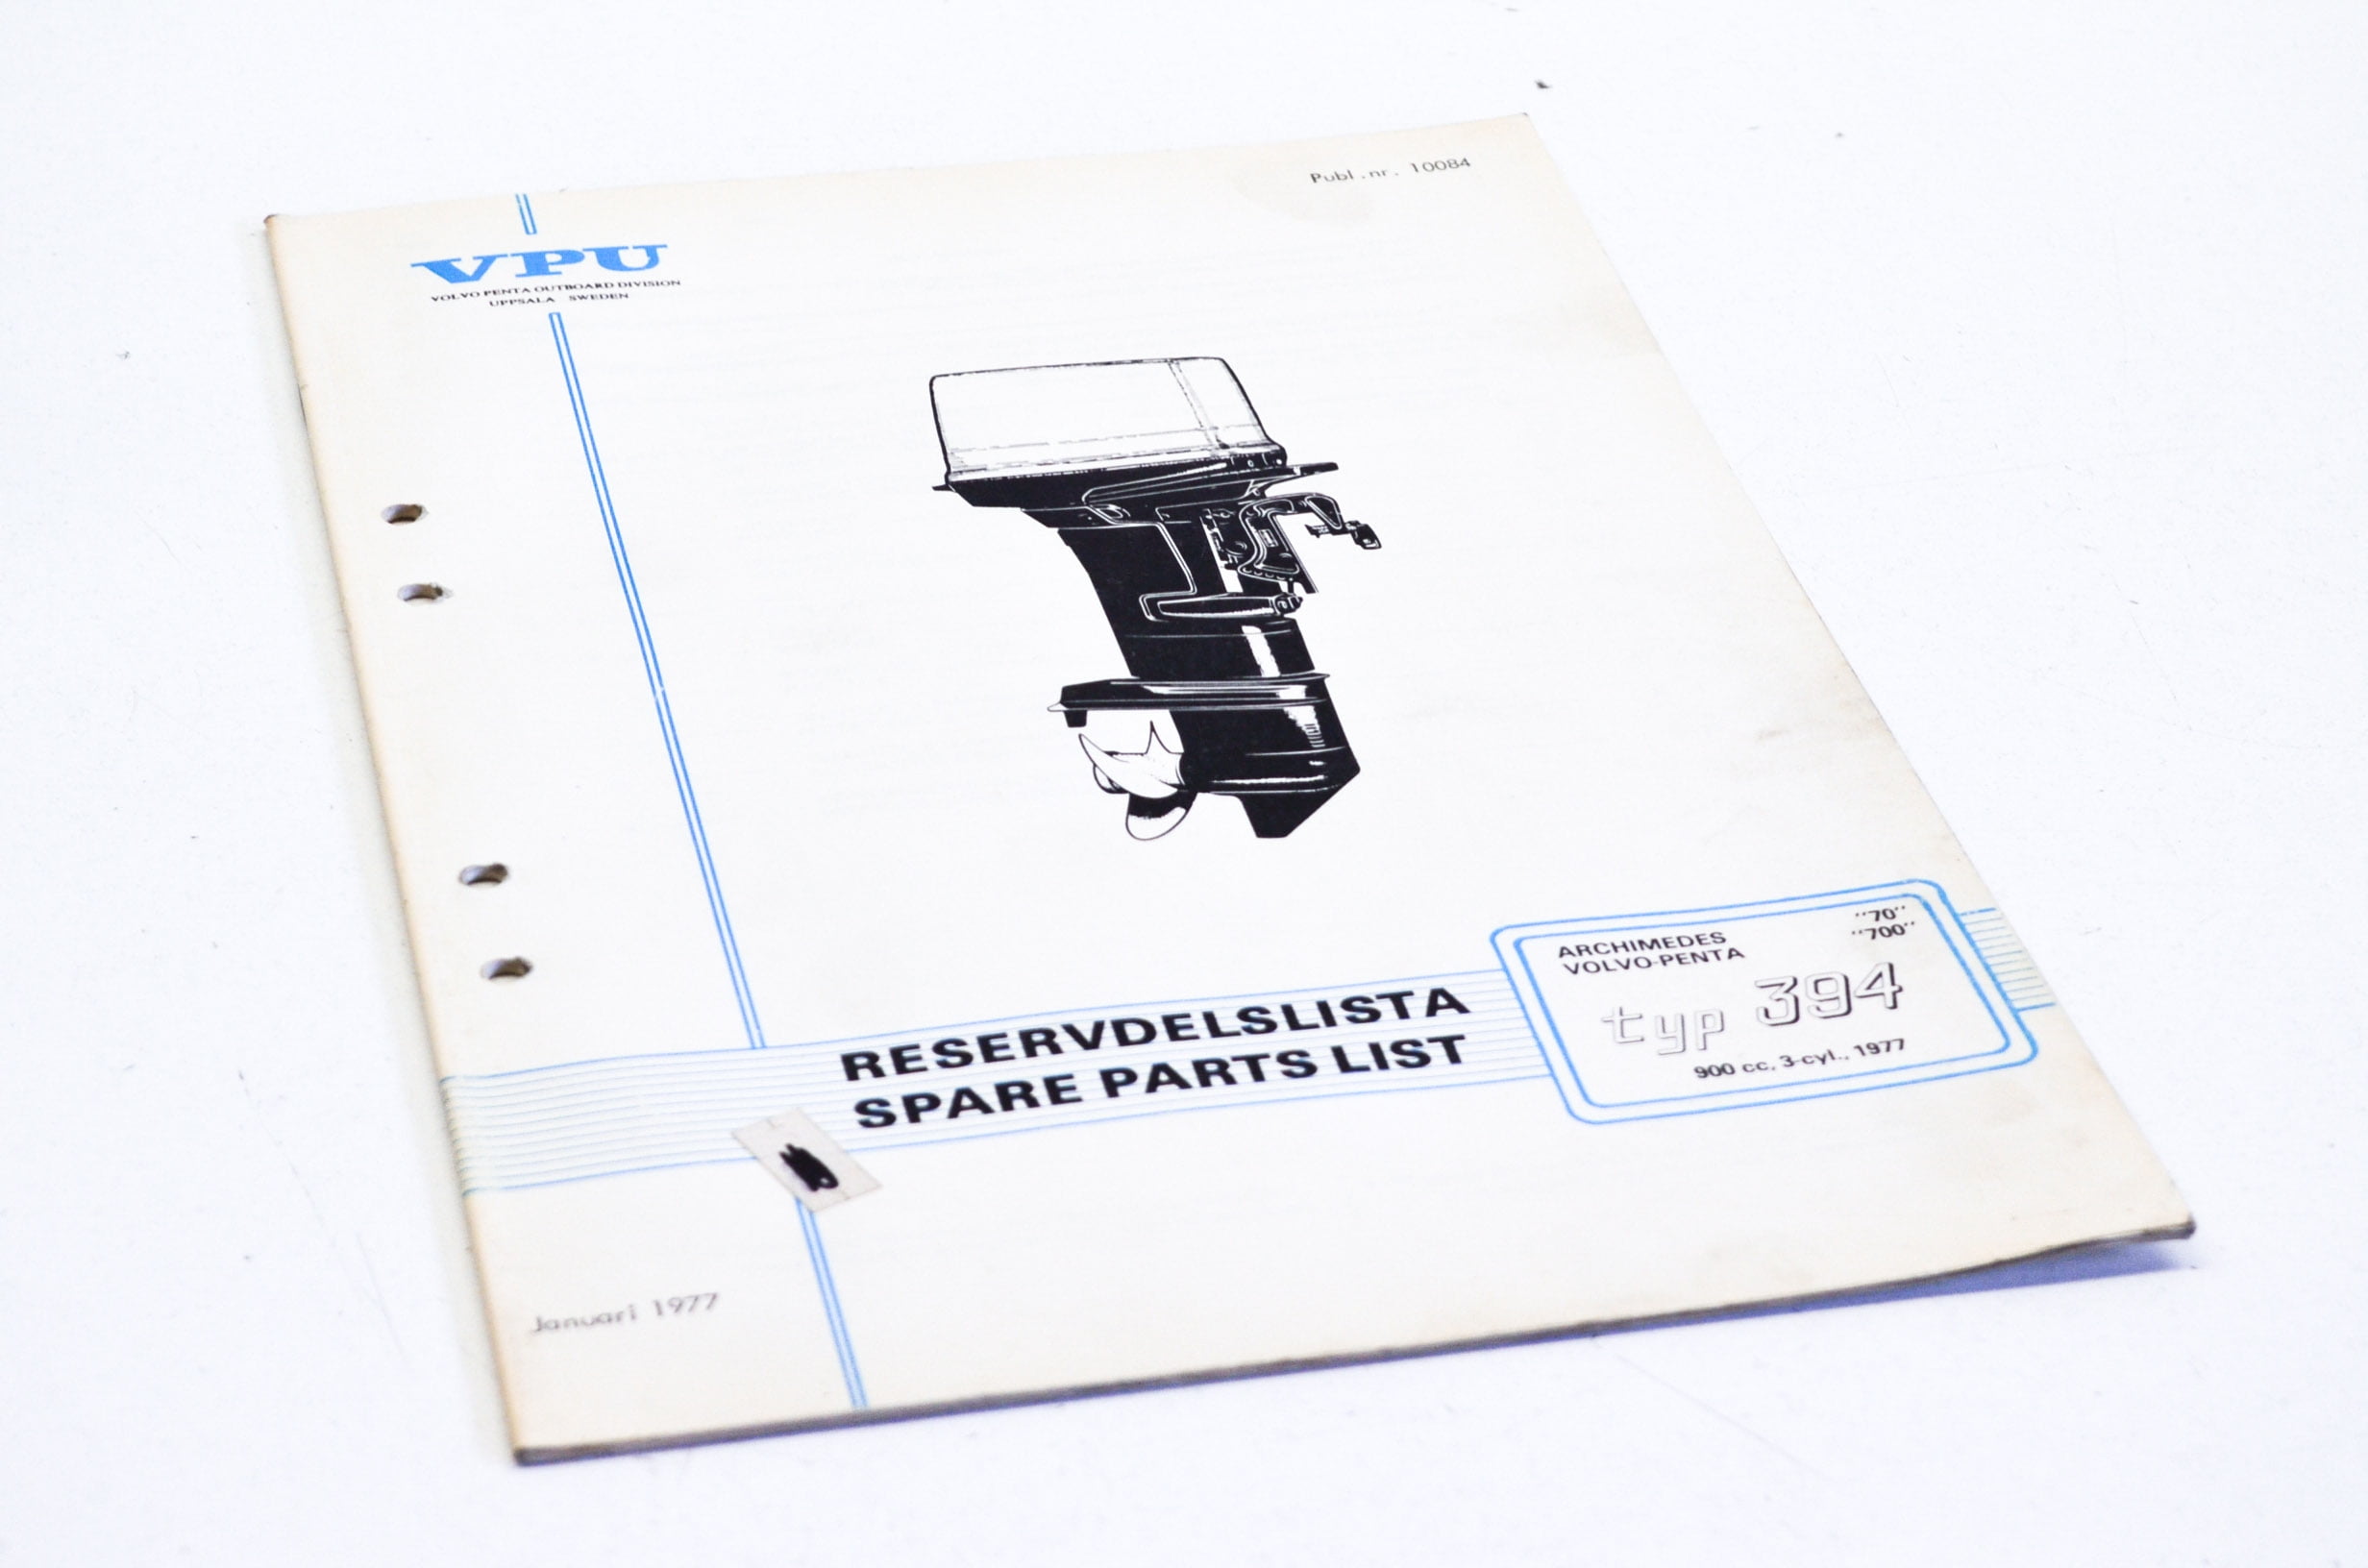 Publ.nr. 10084
VPU
VOLVO PENTA OUTBOARD DIVISION
UPPSALA SWEDEN
ARCHIMEDES "70"
VOLVO-PENTA "700"
typ 394
900 cc, 3-cyl., 1977
RESERVDELSLISTA
SPARE PARTS LIST
Januari 1977